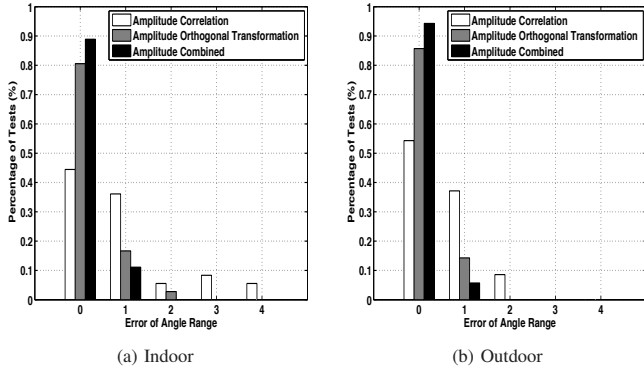 Amplitude Correlation
Amplitude Orthogonal Transformation
Amplitude Combined
1
0.9
0.8
0.7
0.6
0.5
0.4
0.3
0.2
0.1
0
Percentage of Tests (%)
0 1 2 3 4
Error of Angle Range
(a) Indoor
Amplitude Correlation
Amplitude Orthogonal Transformation
Amplitude Combined
1
0.9
0.8
0.7
0.6
0.5
0.4
0.3
0.2
0.1
0
Percentage of Tests (%)
0 1 2 3 4
Error of Angle Range
(b) Outdoor